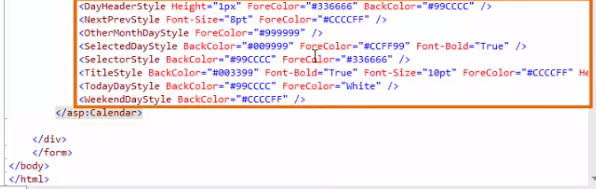 <DayHeaderStyle Height="1px" ForeColor="#336666" BackColor="#99CCCC" />
<NextPrevStyle Font-Size="8pt" ForeColor="#CCCCFF" />
<OtherMonthDayStyle ForeColor="#999999" />
<SelectedDayStyle BackColor="#009999" ForeColor="#CCFF99" Font-Bold="True" />
<SelectorStyle BackColor="#99CCCC" ForeColor="#336666" />
<TitleStyle BackColor="#003399" Font-Bold="True" Font-Size="10pt" ForeColor="#CCCCFF" He
<TodayDayStyle BackColor="#99CCCC" ForeColor="White" />
<WeekendDayStyle BackColor="#CCCCFF" />
</asp:Calendar>
</div>
</form>
</body>
</html>